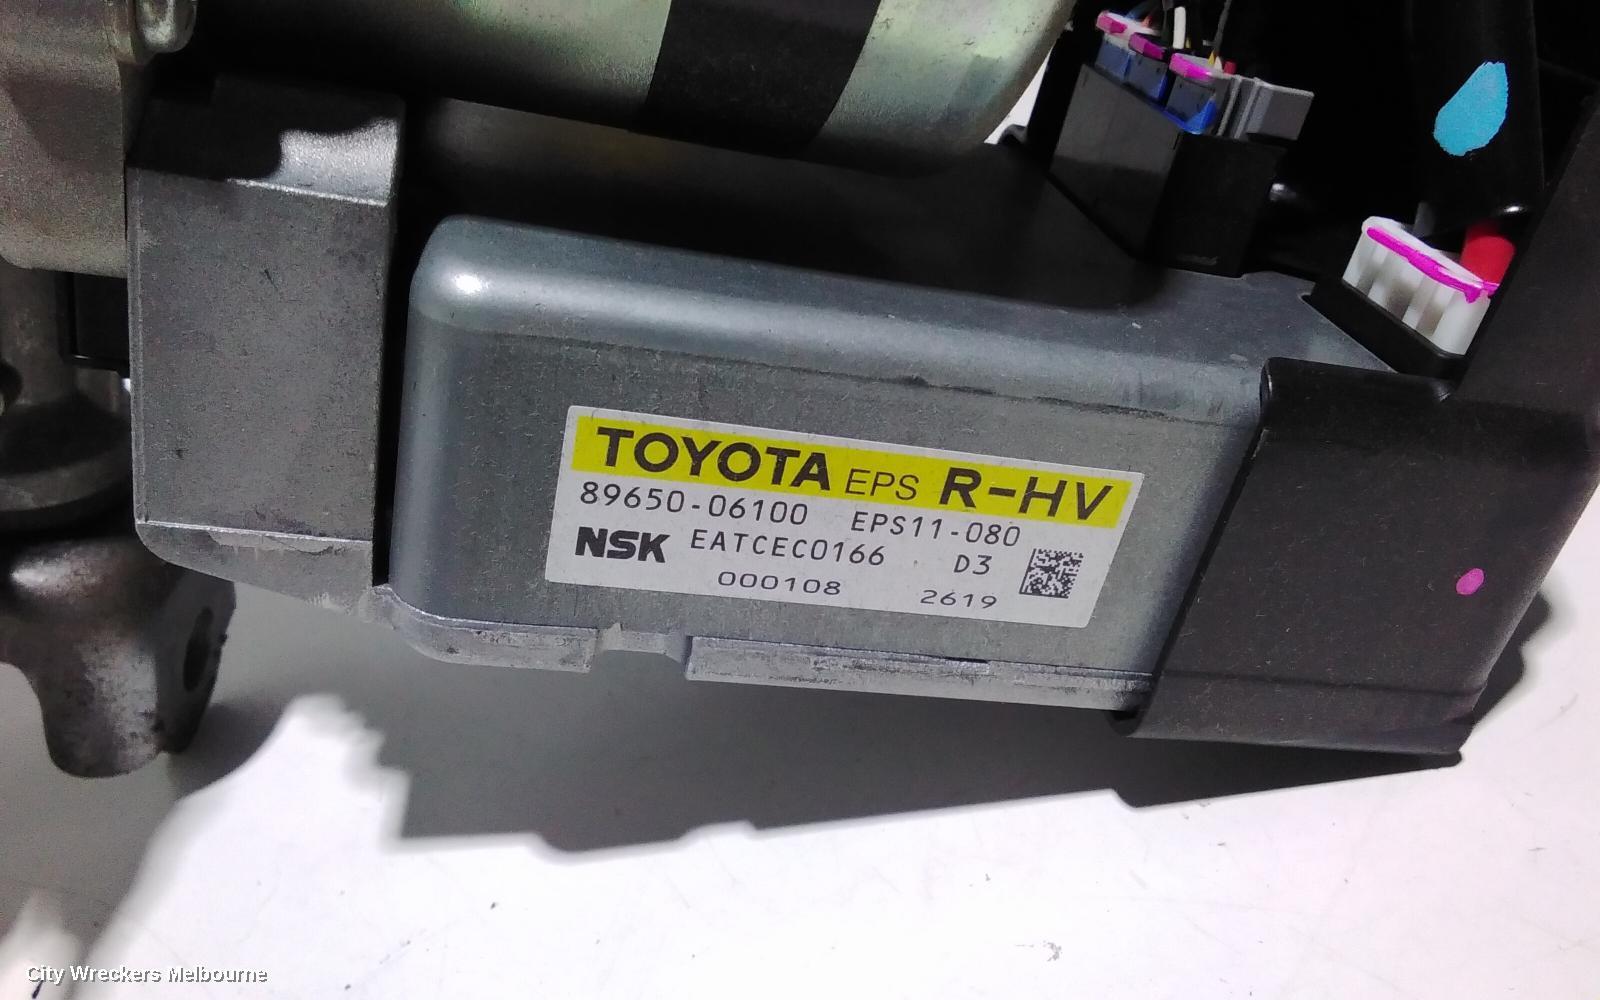 TOYOTA EPS R-HV
89650-06100 EPS11-080
NSK EATCEC0166 D3
000108 2619
City Wreckers Melbourne